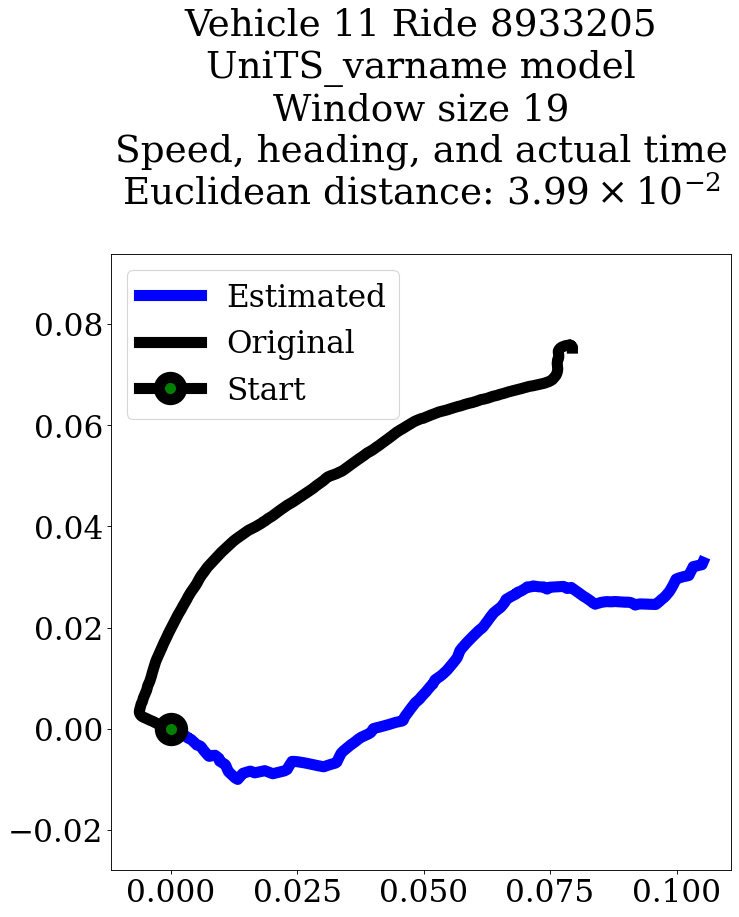 Vehicle 11 Ride 8933205
UniTS_varname model
Window size 19
Speed, heading, and actual time
Euclidean distance: 3.99 × 10⁻²
Estimated
Original
Start
0.08
0.06
0.04
0.02
0.00
−0.02
0.000 0.025 0.050 0.075 0.100